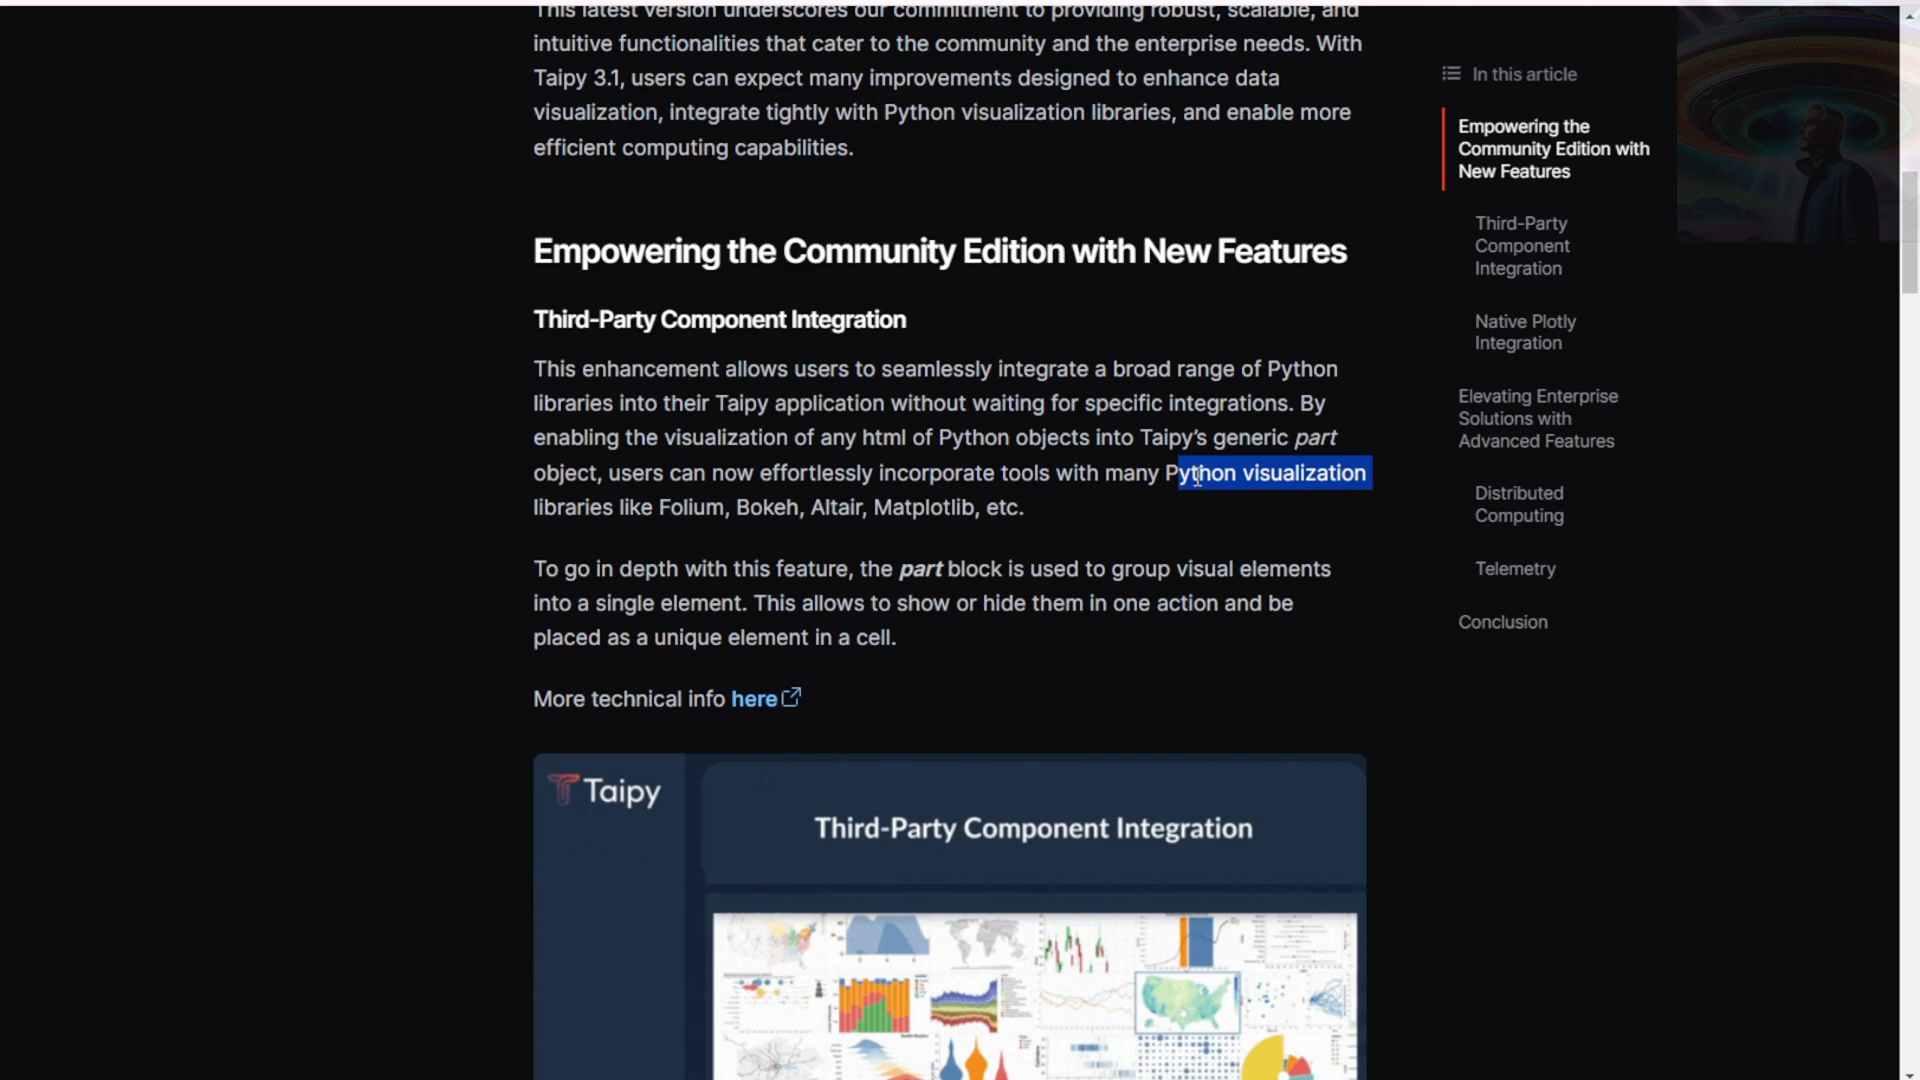 This latest version underscores our commitment to providing robust, scalable, and
intuitive functionalities that cater to the community and the enterprise needs. With
Taipy 3.1, users can expect many improvements designed to enhance data
visualization, integrate tightly with Python visualization libraries, and enable more
efficient computing capabilities.
Empowering the Community Edition with New Features
Third-Party Component Integration
This enhancement allows users to seamlessly integrate a broad range of Python
libraries into their Taipy application without waiting for specific integrations. By
enabling the visualization of any html of Python objects into Taipy's generic part
object, users can now effortlessly incorporate tools with many Python visualization
libraries like Folium, Bokeh, Altair, Matplotlib, etc.
To go in depth with this feature, the part block is used to group visual elements
into a single element. This allows to show or hide them in one action and be
placed as a unique element in a cell.
More technical info here
Taipy
Third-Party Component Integration
In this article
Empowering the
Community Edition with
New Features
Third-Party
Component
Integration
Native Plotly
Integration
Elevating Enterprise
Solutions with
Advanced Features
Distributed
Computing
Telemetry
Conclusion